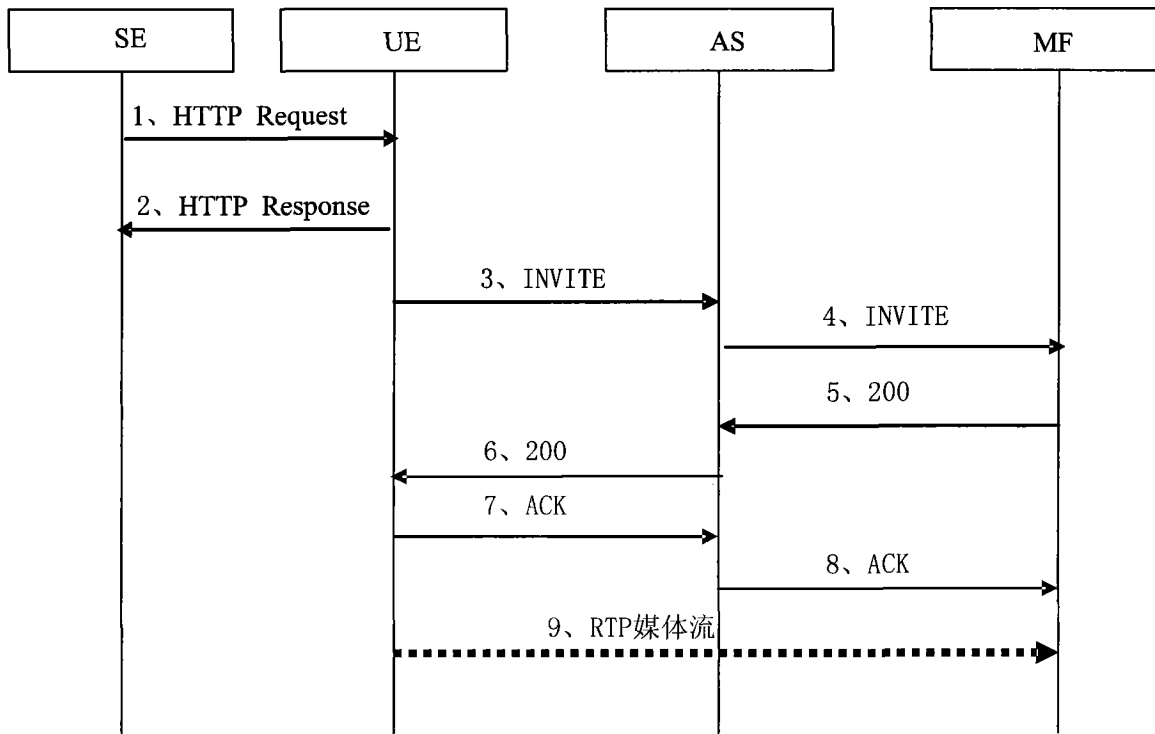 SE
UE
AS
MF
1、HTTP Request
2、HTTP Response
3、INVITE
4、INVITE
5、200
6、200
7、ACK
8、ACK
9、RTP媒体流